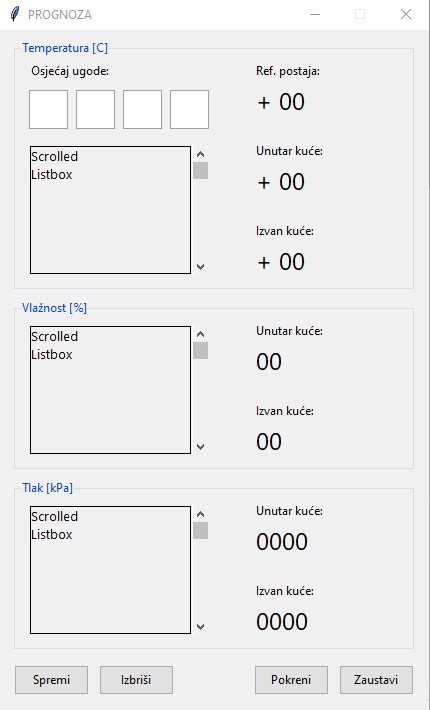 PROGNOZA
Temperatura [C]
Osjećaj ugode:
Ref. postaja:
+ 00
Scrolled
Listbox
Unutar kuće:
+ 00
Izvan kuće:
+ 00
Vlažnost [%]
Scrolled
Listbox
Unutar kuće:
00
Izvan kuće:
00
Tlak [kPa]
Scrolled
Listbox
Unutar kuće:
0000
Izvan kuće:
0000
Spremi
Izbriši
Pokreni
Zaustavi